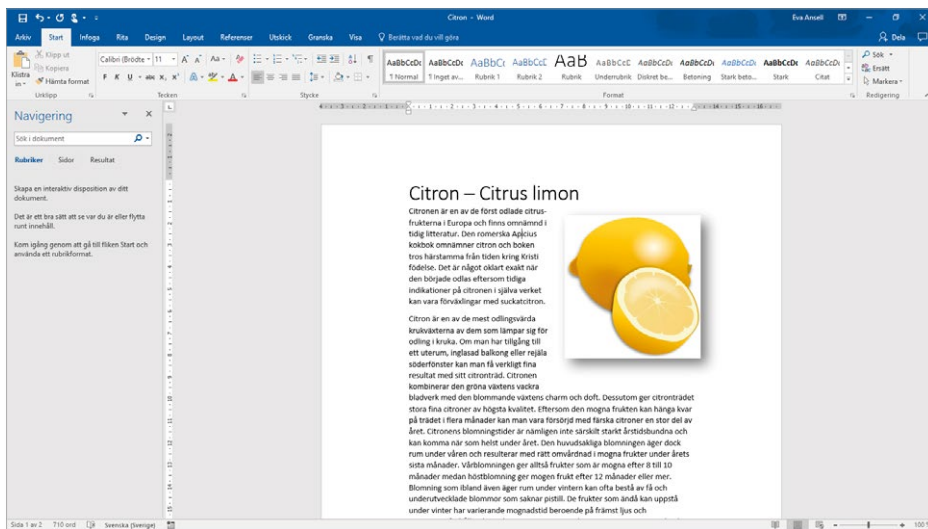 Citron - Word
Eva Ansell
Arkiv Start Infoga Rita Design Layout Referenser Utskick Granska Visa Berätta vad du vill göra Dela
Klistra in
Klipp ut
Kopiera
Hämta format
Urklipp
Calibri (Brödte 11
Tecken
Stycke
AaBbCcDc AaBbCcDc AaBbCc AaBbCcC AaB AaBbCcC AaBbCcDi AaBbCcDi AaBbCcDi AaBbCcDc AaBbCcDi
1 Normal 1 Inget av... Rubrik 1 Rubrik 2 Rubrik Underrubrik Diskret be... Betoning Stark beto... Stark Citat
Format
Sök
Ersätt
Markera
Redigering
Navigering
Sök i dokument
Rubriker Sidor Resultat
Skapa en interaktiv disposition av ditt
dokument.
Det är ett bra sätt att se var du är eller flytta
runt innehåll.
Kom igång genom att gå till fliken Start och
använda ett rubrikformat.
Citron – Citrus limon
Citronen är en av de först odlade citrus-
frukterna i Europa och finns omnämnd i
tidig litteratur. Den romerska Apicius
kokbok omnämner citron och boken
tros härstamma från tiden kring Kristi
födelse. Det är något oklart exakt när
den började odlas eftersom tidiga
indikationer på citronen i själva verket
kan vara förväxlingar med suckatcitron.
Citron är en av de mest odlingsvärda
krukväxterna av dem som lämpar sig för
odling i kruka. Om man har tillgång till
ett uterum, inglasad balkong eller rejäla
söderfönster kan man få verkligt fina
resultat med sitt citronträd. Citronen
kombinerar den gröna växtens vackra
bladverk med den blommande växtens charm och doft. Dessutom ger citronträdet
stora fina citroner av högsta kvalitet. Eftersom den mogna frukten kan hänga kvar
på trädet i flera månader kan man vara försörjd med färska citroner en stor del av
året. Citronens blomningstider är nämligen inte särskilt starkt årstidsbundna och
kan komma när som helst under året. Den huvudsakliga blomningen äger dock
rum under våren och resulterar med rätt omvårdnad i mogna frukter under årets
sista månader. Vårblomningen ger alltså frukter som är mogna efter 8 till 10
månader medan höstblomning ger mogen frukt efter 12 månader eller mer.
Blomning som ibland även äger rum under vintern kan ofta bestå av få och
underutvecklade blommor som saknar pistill. De frukter som ändå kan uppstå
under vinter har varierande mognadstid beroende på främst ljus och
Sida 1 av 2 710 ord Svenska (Sverige)